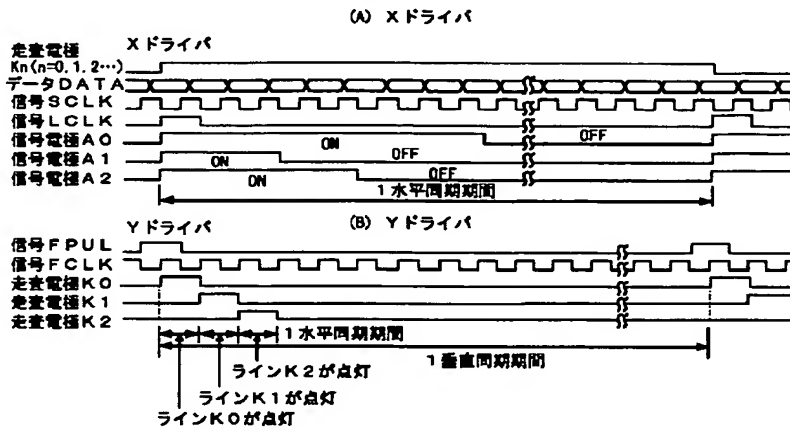 (A) Xドライバ
Xドライバ
走査電極
Kn(n=0,1,2…)
データDATA
信号SCLK
信号LCLK
信号電極A0
ON
OFF
信号電極A1
ON
OFF
信号電極A2
ON
OFF
1水平同期期間
Yドライバ
(B) Yドライバ
信号FPUL
信号FCLK
走査電極K0
走査電極K1
走査電極K2
1水平同期期間
1垂直同期期間
ラインK2が点灯
ラインK1が点灯
ラインK0が点灯